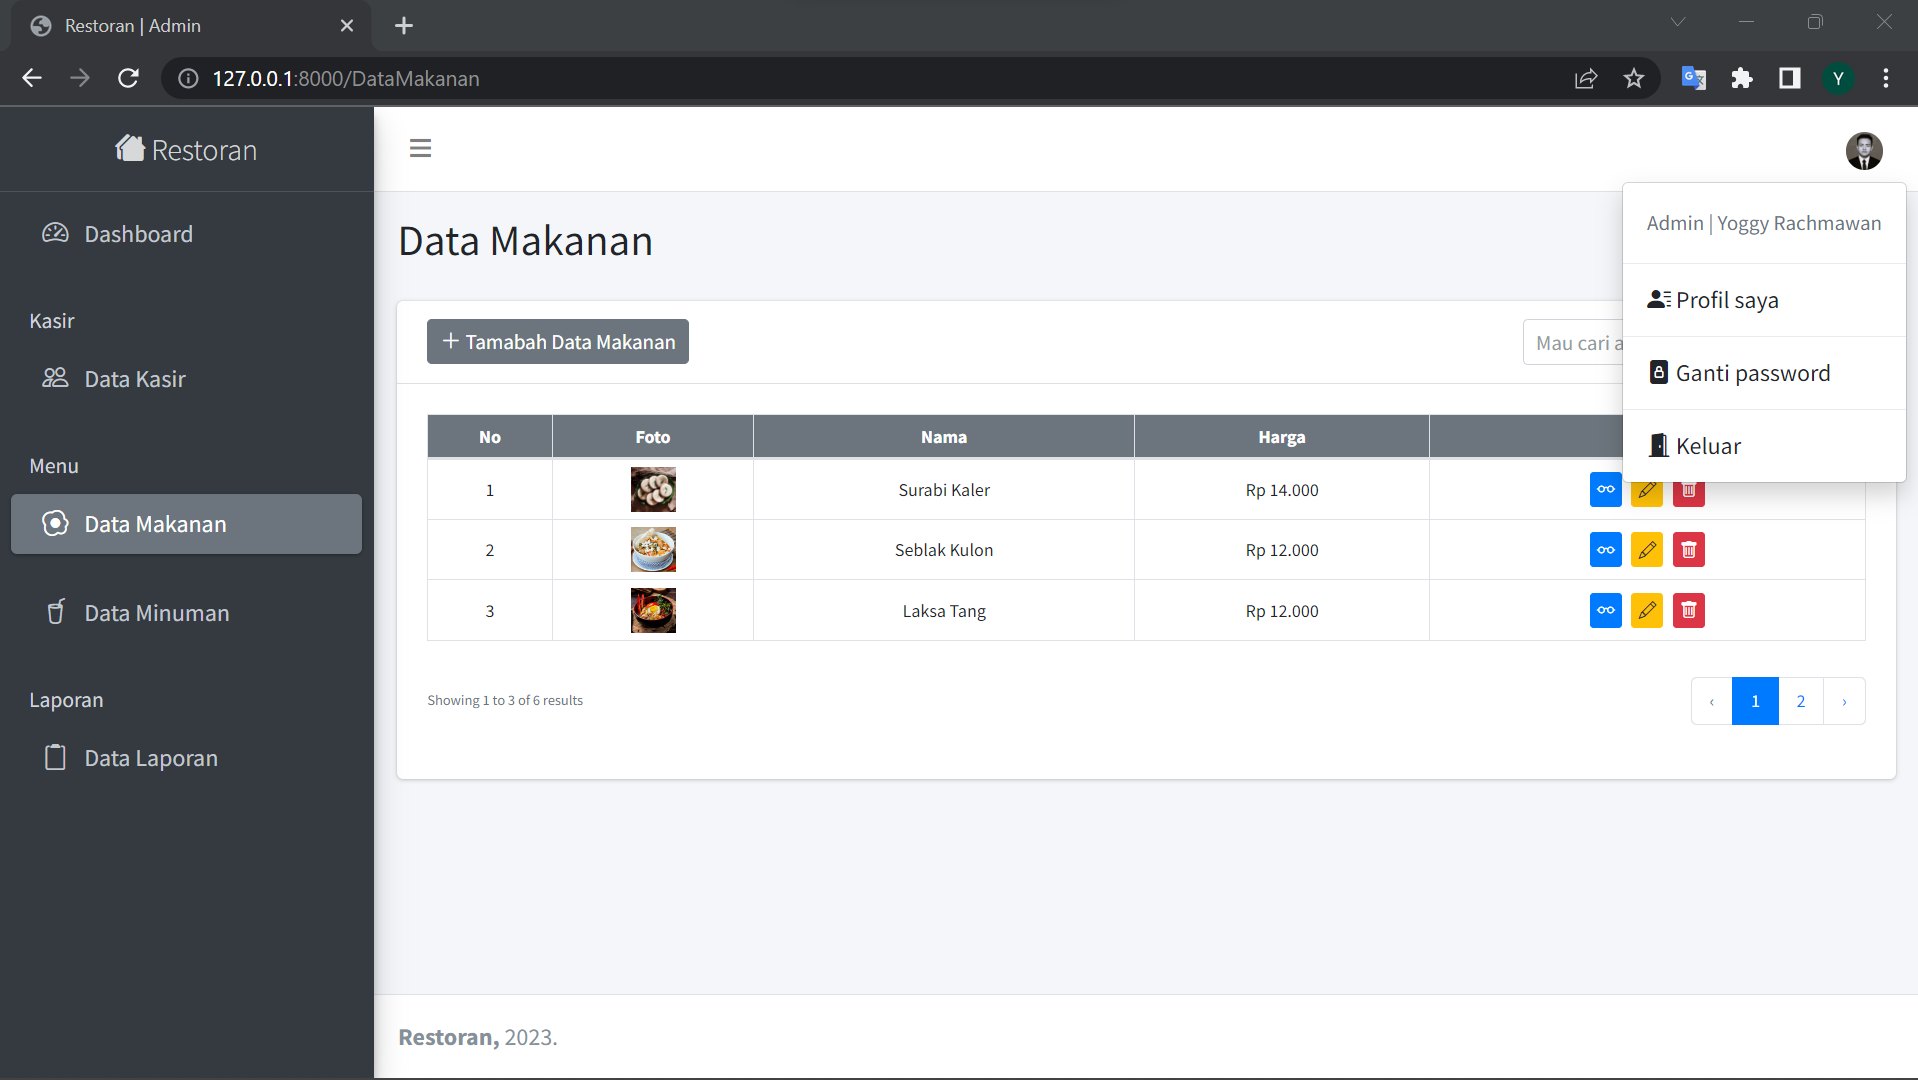 Restoran | Admin
127.0.0.1:8000/DataMakanan
Y
Restoran
Dashboard
Kasir
Data Kasir
Menu
Data Makanan
Data Minuman
Laporan
Data Laporan
Admin | Yoggy Rachmawan
Profil saya
Ganti password
Keluar
Data Makanan
+ Tamabah Data Makanan
Mau cari a
No Foto Nama Harga
1 Surabi Kaler Rp 14.000
2 Seblak Kulon Rp 12.000
3 Laksa Tang Rp 12.000
Showing 1 to 3 of 6 results
‹ 1 2 ›
Restoran, 2023.